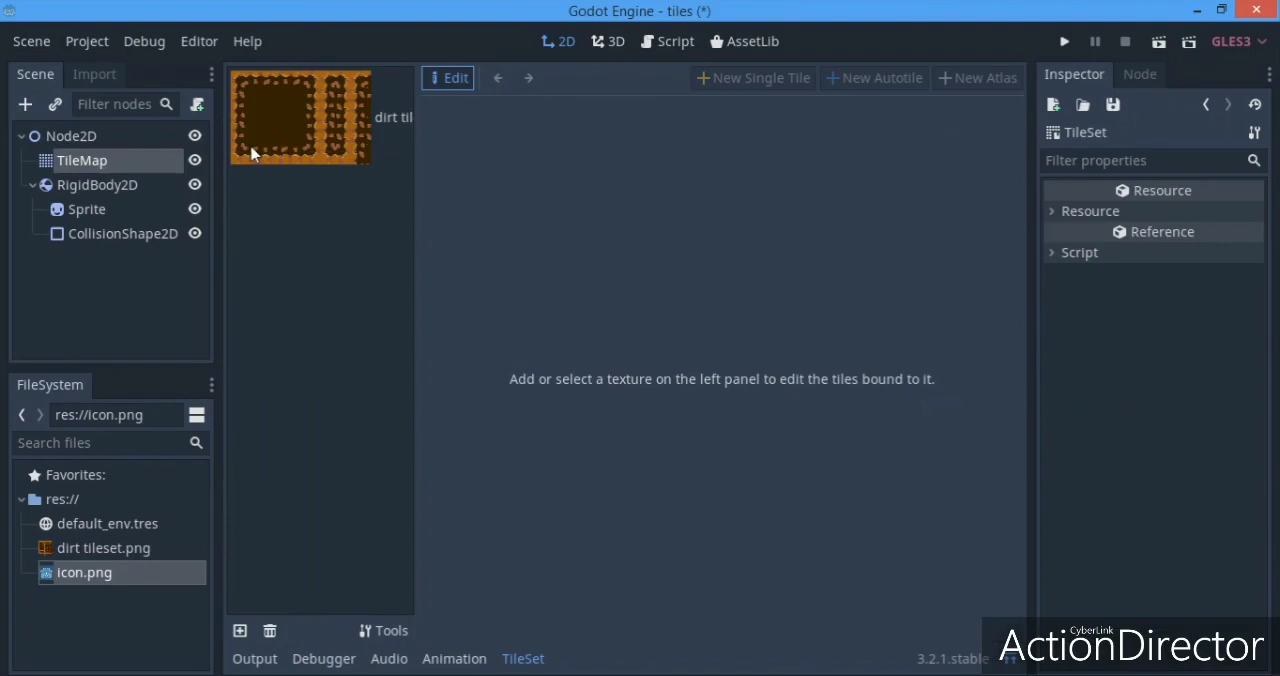 Godot Engine - tiles (*)
Scene Project Debug Editor Help
2D 3D Script AssetLib
GLES3
Scene Import
Filter nodes
Node2D
TileMap
RigidBody2D
Sprite
CollisionShape2D
FileSystem
res://icon.png
Search files
Favorites:
res://
default_env.tres
dirt tileset.png
icon.png
dirt til
Tools
Edit
New Single Tile New Autotile New Atlas
Add or select a texture on the left panel to edit the tiles bound to it.
Output Debugger Audio Animation TileSet
3.2.1.stable
Inspector Node
TileSet
Filter properties
Resource
Resource
Reference
Script
CyberLink
ActionDirector